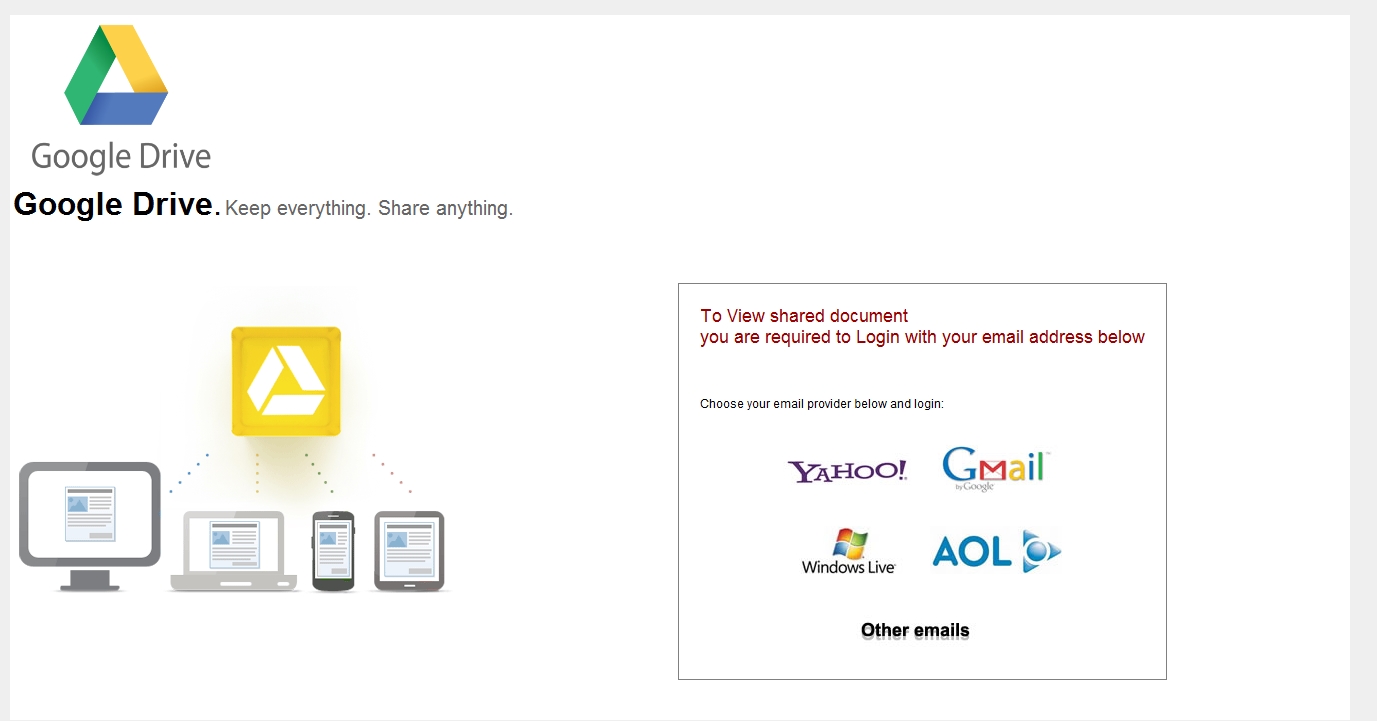 Google Drive
Google Drive. Keep everything. Share anything.
To View shared document
you are required to Login with your email address below
Choose your email provider below and login:
YAHOO! Gmail™
by Google
Windows Live AOL
Other emails